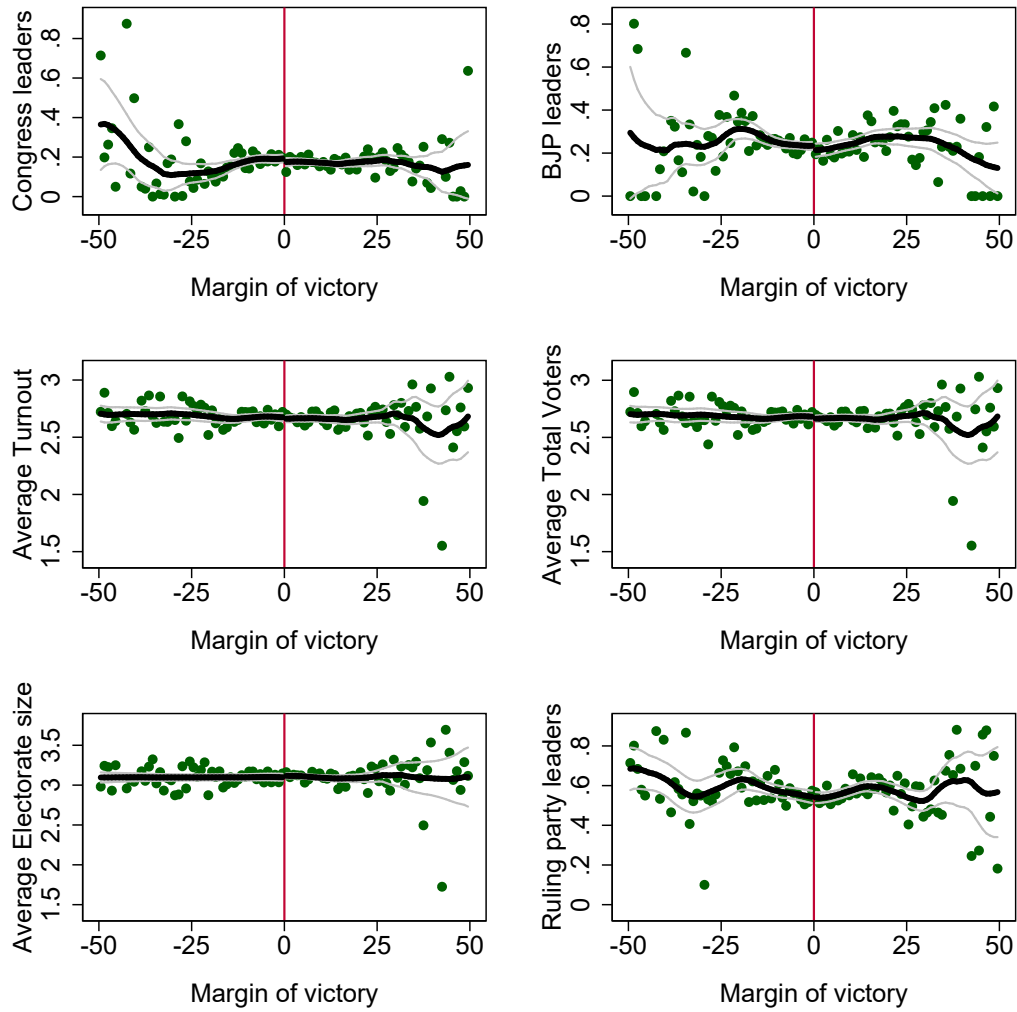 Congress leaders
.8
.6
.4
.2
0
-50 -25 0 25 50
Margin of victory
BJP leaders
.8
.6
.4
.2
0
-50 -25 0 25 50
Margin of victory
Average Turnout
3
2.5
2
1.5
-50 -25 0 25 50
Margin of victory
Average Total Voters
3
2.5
2
1.5
-50 -25 0 25 50
Margin of victory
Average Electorate size
3.5
3
2.5
2
1.5
-50 -25 0 25 50
Margin of victory
Ruling party leaders
.8
.6
.4
.2
0
-50 -25 0 25 50
Margin of victory